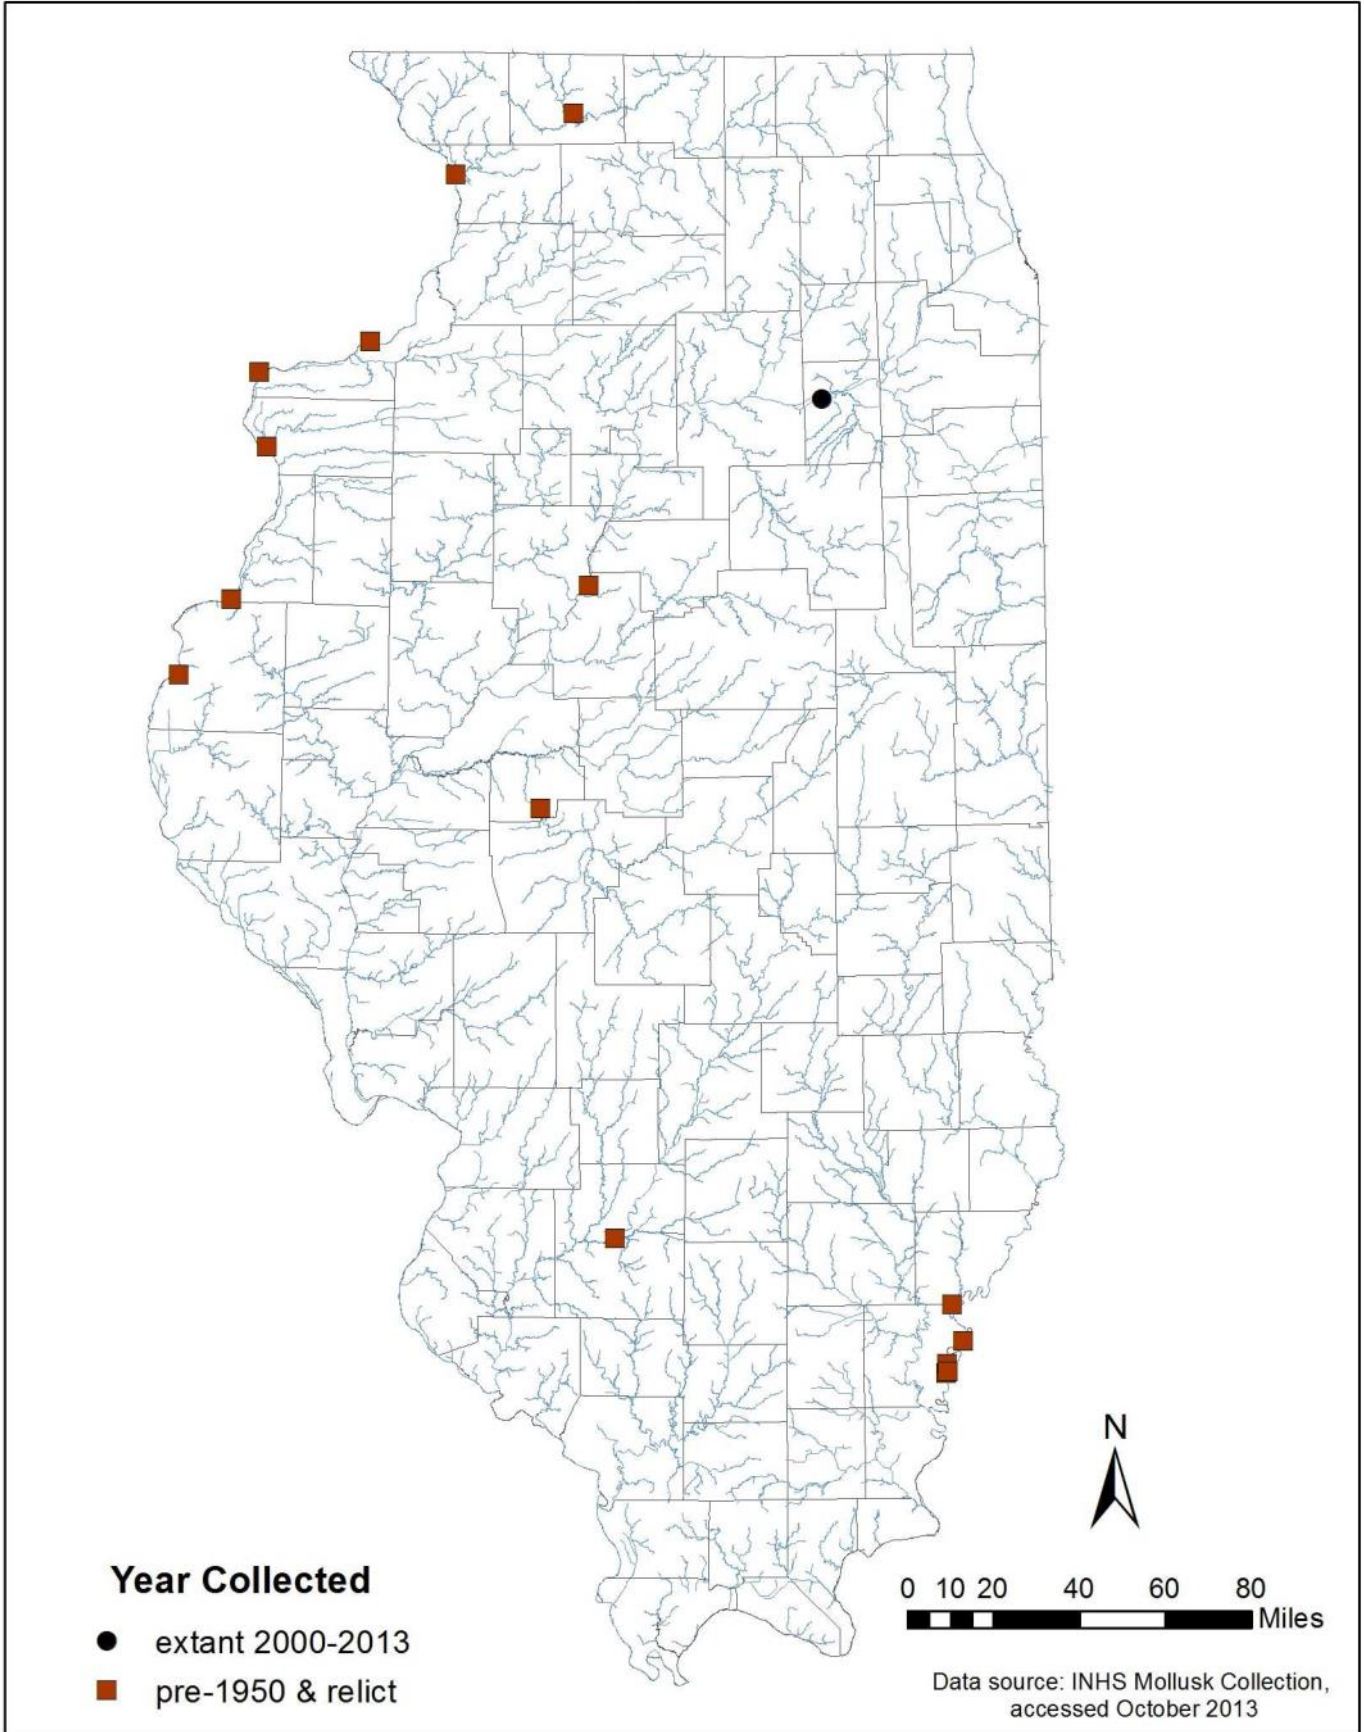 N
0 10 20 40 60 80
Miles
Year Collected
extant 2000-2013
pre-1950 & relict
Data source: INHS Mollusk Collection,
accessed October 2013